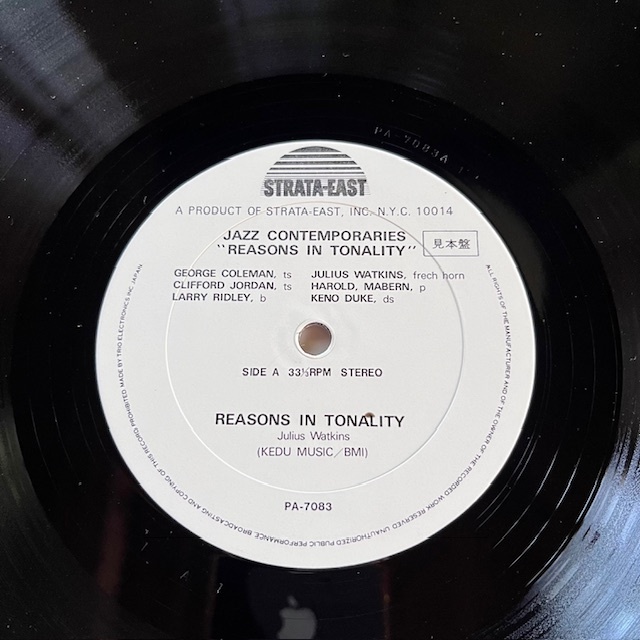 PA-7083A 1
STRATA-EAST
A PRODUCT OF STRATA-EAST, INC. N.Y.C. 10014
JAZZ CONTEMPORARIES
"REASONS IN TONALITY"
見本盤
GEORGE COLEMAN, ts JULIUS WATKINS, frech horn
CLIFFORD JORDAN, ts HAROLD, MABERN, p
LARRY RIDLEY, b KENO DUKE, ds
SIDE A 33⅓RPM STEREO
REASONS IN TONALITY
Julius Watkins
(KEDU MUSIC/BMI)
PA-7083
ALL RIGHTS OF THE MANUFACTURER AND OF THE OWNER OF THE RECORDED WORK RESERVED UNAUTHORIZED PUBLIC PERFORMANCE BROADCASTING AND COPYING OF THIS RECORD PROHIBITED MADE BY TRIO ELECTRONICS INC JAPAN